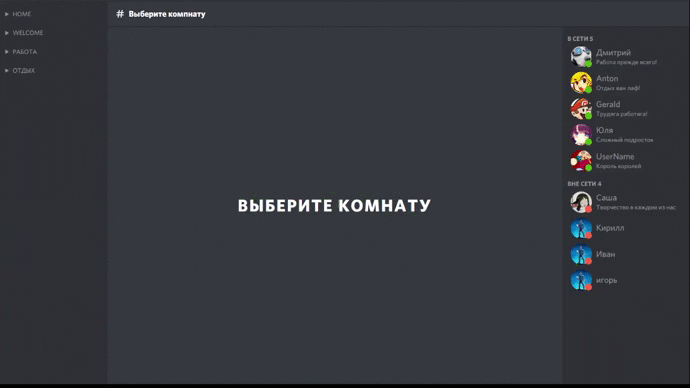 HOME
WELCOME
РАБОТА
ОТДЫХ
# Выберите компнату
ВЫБЕРИТЕ КОМНАТУ
В СЕТИ 5
Дмитрий
Работа прежде всего!
Anton
Отдых ван лаф!
Gerald
Трудяга работяга!
Юля
Сложный подросток
UserName
Король королей
ВНЕ СЕТИ 4
Саша
Творчество в каждом из нас
Кирилл
Иван
игорь